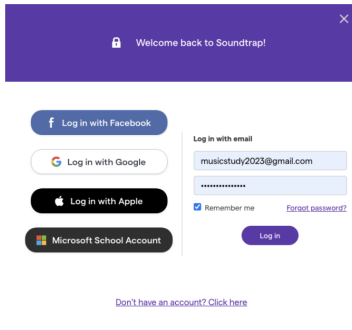 Welcome back to Soundtrap!
Log in with Facebook
Log in with Google
Log in with Apple
Microsoft School Account
Log in with email
musicstudy2023@gmail.com
•••••••••••••••
Remember me
Forgot password?
Log in
Don't have an account? Click here